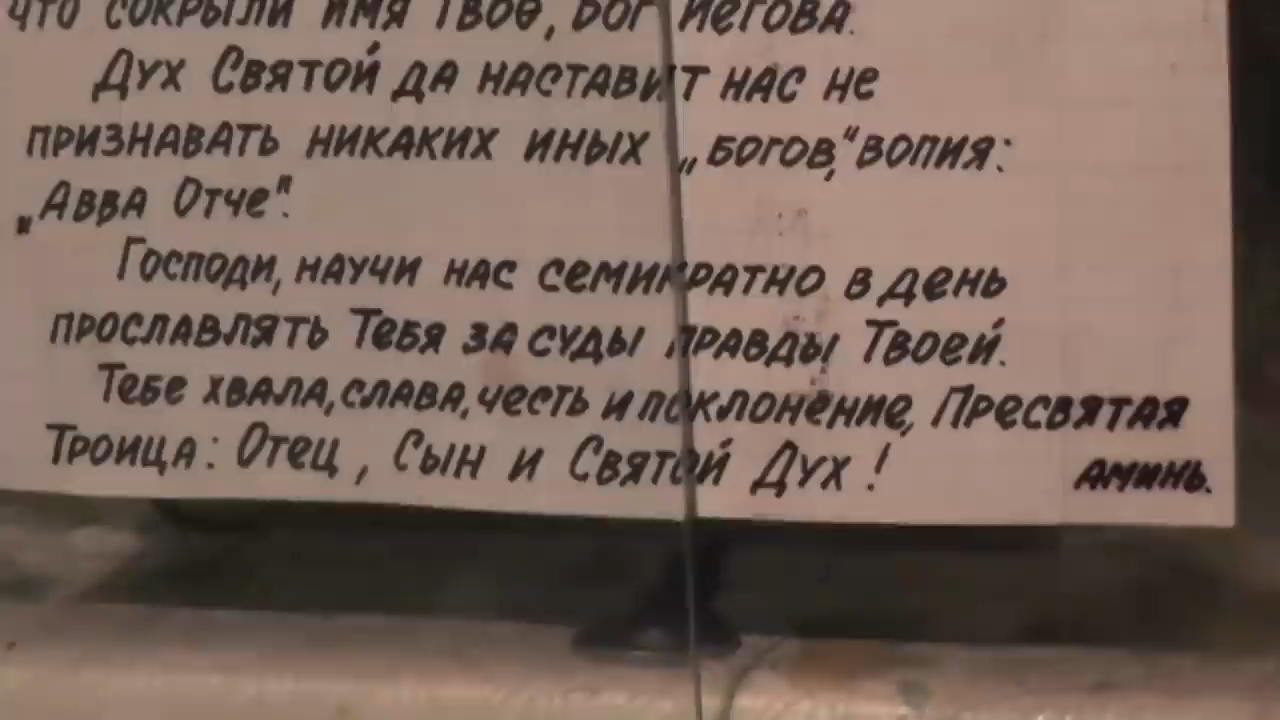 что сокрыли имя Твоё, Бог Иегова.
Дух Святой да наставит нас не
признавать никаких иных „богов,“ вопия:
„Авва Отче“.
Господи, научи нас семикратно в день
прославлять Тебя за суды правды Твоей.
Тебе хвала, слава, честь и поклонение, Пресвятая
Троица: Отец, Сын и Святой Дух!
аминь.